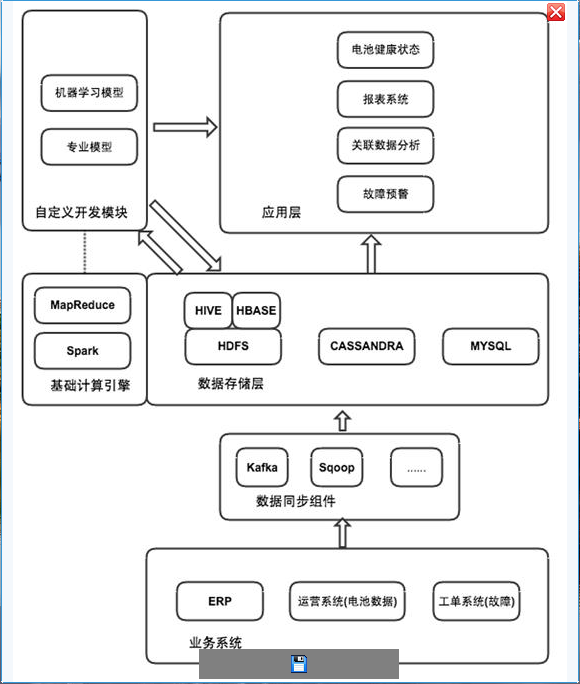 机器学习模型
专业模型
自定义开发模块
电池健康状态
报表系统
关联数据分析
故障预警
应用层
MapReduce
Spark
基础计算引擎
HIVE HBASE
HDFS
CASSANDRA
MYSQL
数据存储层
Kafka
Sqoop
......
数据同步组件
ERP
运营系统(电池数据)
工单系统(故障)
业务系统